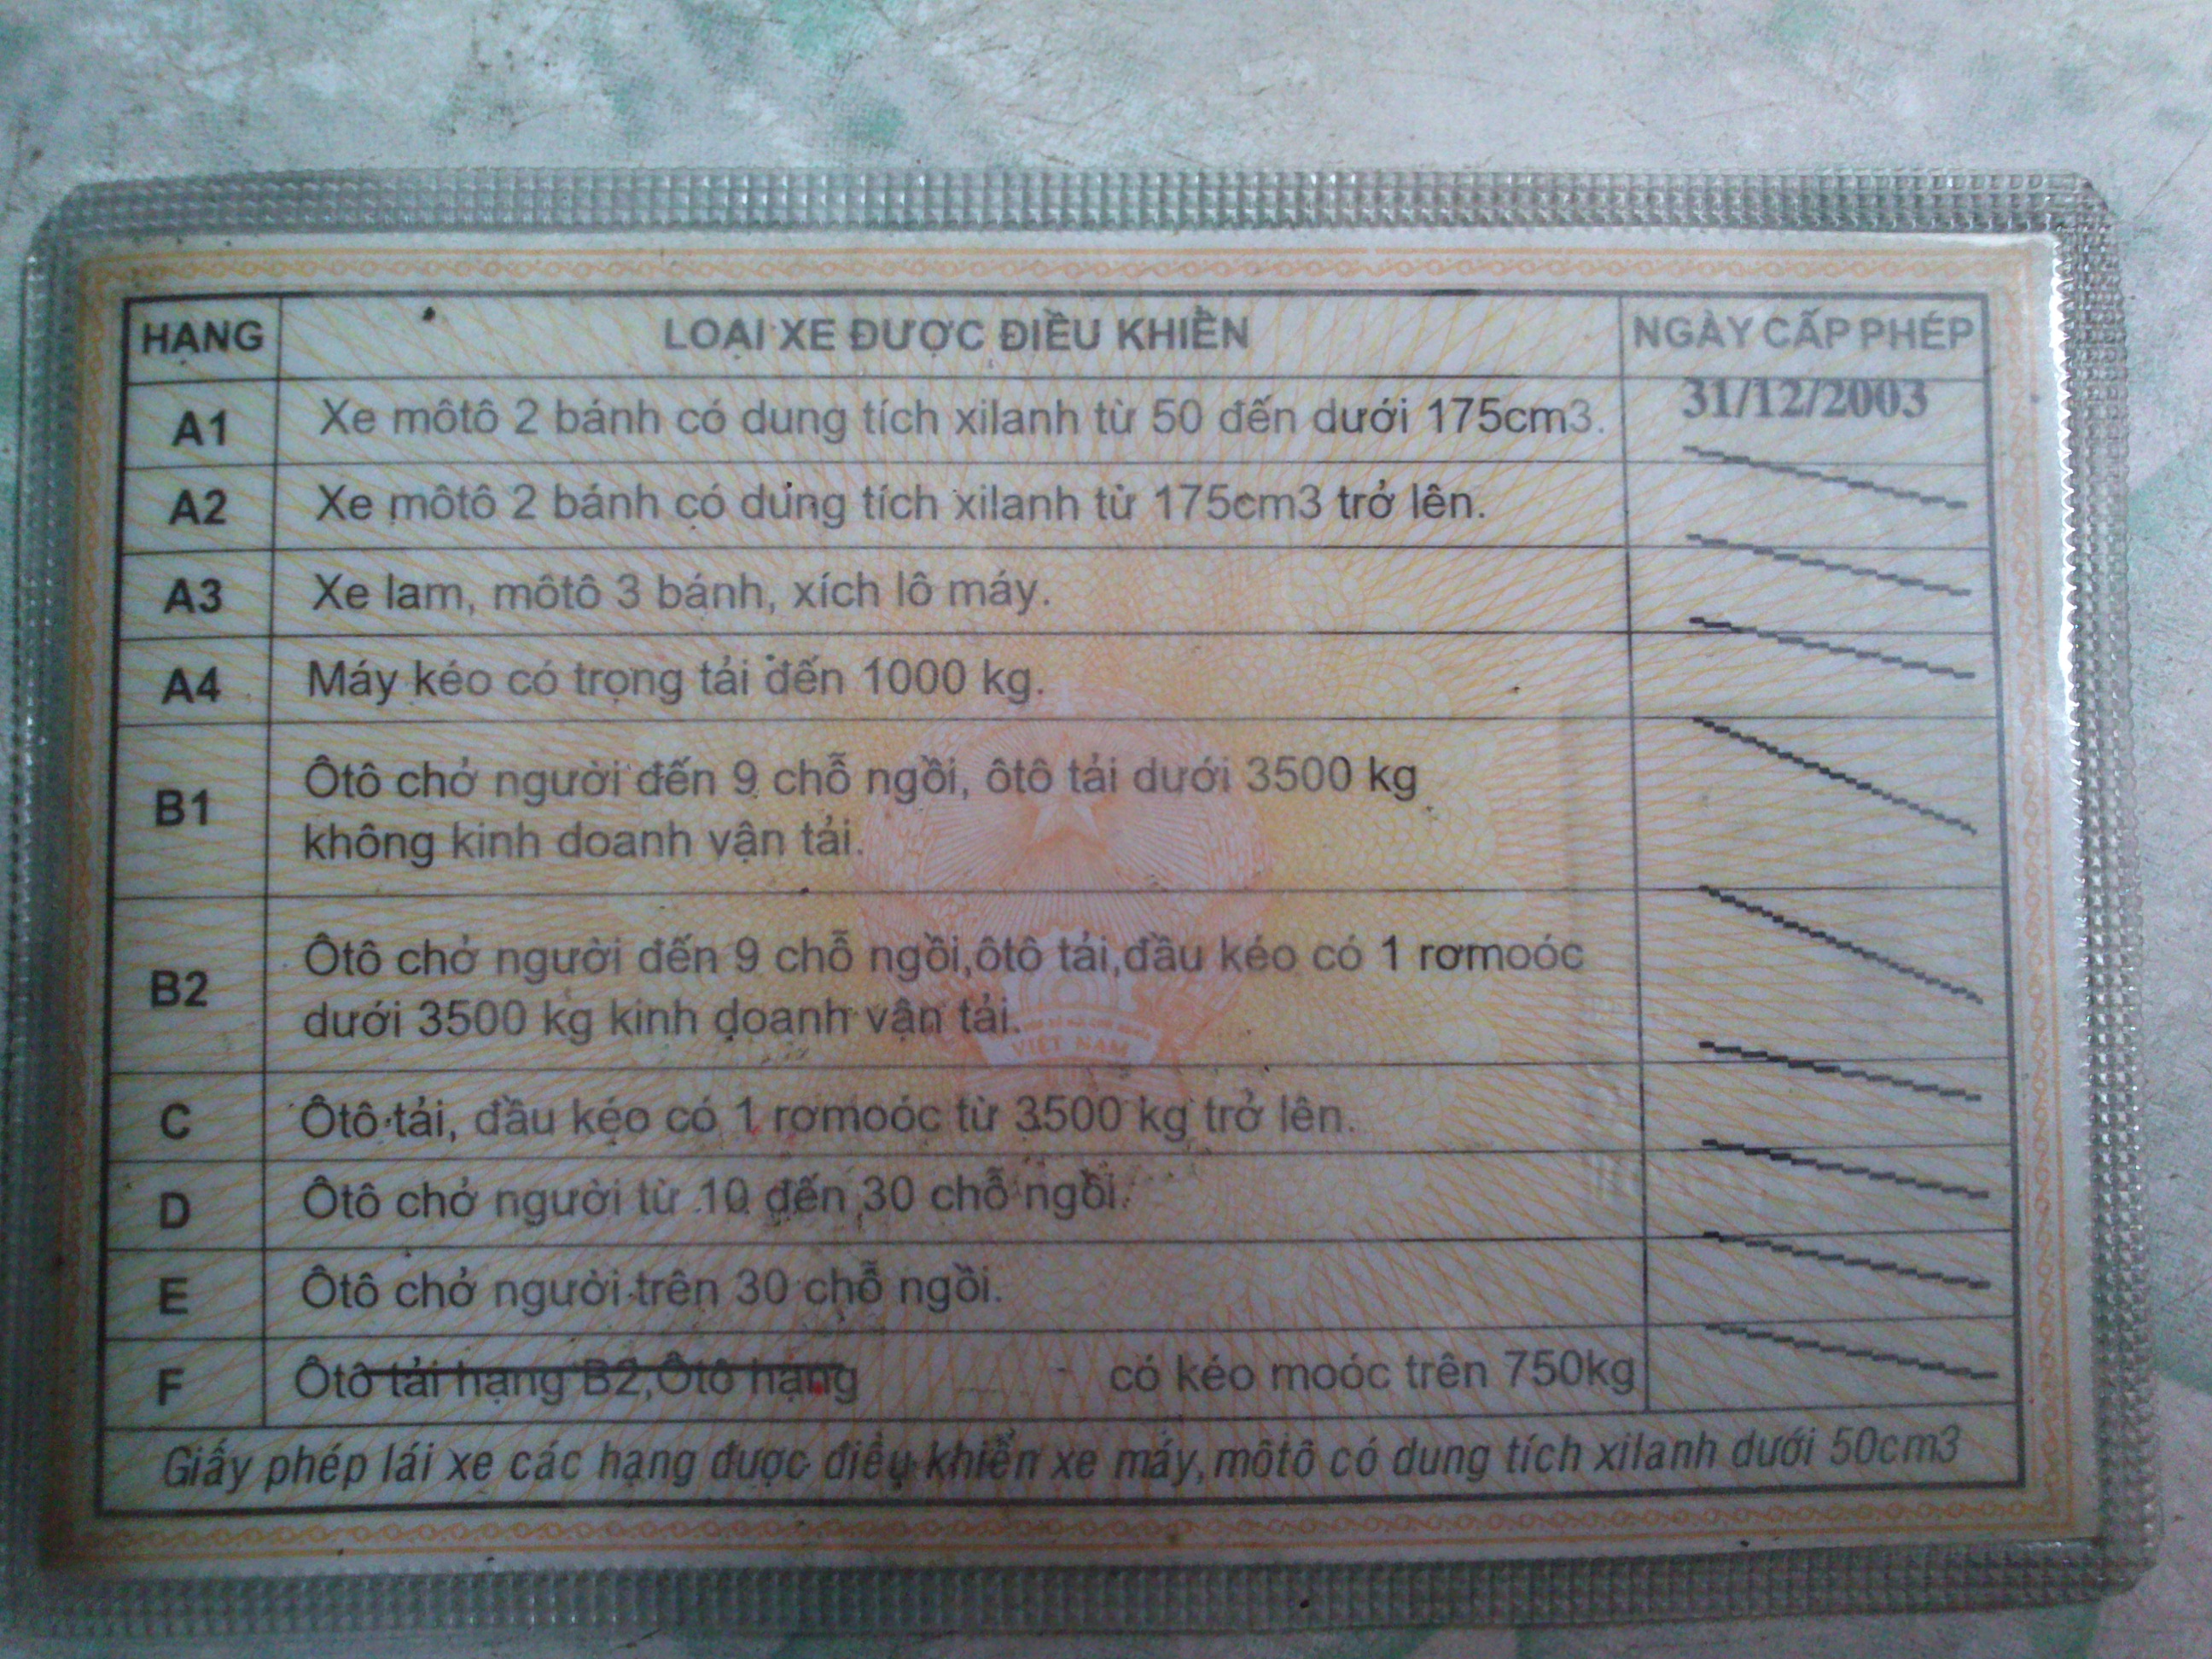 HẠNG LOẠI XE ĐƯỢC ĐIỀU KHIỂN NGÀY CẤP PHÉP
A1 Xe môtô 2 bánh có dung tích xilanh từ 50 đến dưới 175cm3. 31/12/2003
A2 Xe môtô 2 bánh có dung tích xilanh từ 175cm3 trở lên.
A3 Xe lam, môtô 3 bánh, xích lô máy.
A4 Máy kéo có trọng tải đến 1000 kg.
B1 Ôtô chở người đến 9 chỗ ngồi, ôtô tải dưới 3500 kg
không kinh doanh vận tải.
B2 Ôtô chở người đến 9 chỗ ngồi,ôtô tải,đầu kéo có 1 rơmoóc
dưới 3500 kg kinh doanh vận tải.
C Ôtô tải, đầu kéo có 1 rơmoóc từ 3500 kg trở lên.
D Ôtô chở người từ 10 đến 30 chỗ ngồi.
E Ôtô chở người trên 30 chỗ ngồi.
F Ôtô tải hạng B2,Ôtô hạng có kéo moóc trên 750kg
Giấy phép lái xe các hạng được điều khiển xe máy, môtô có dung tích xilanh dưới 50cm3
VIỆT NAM